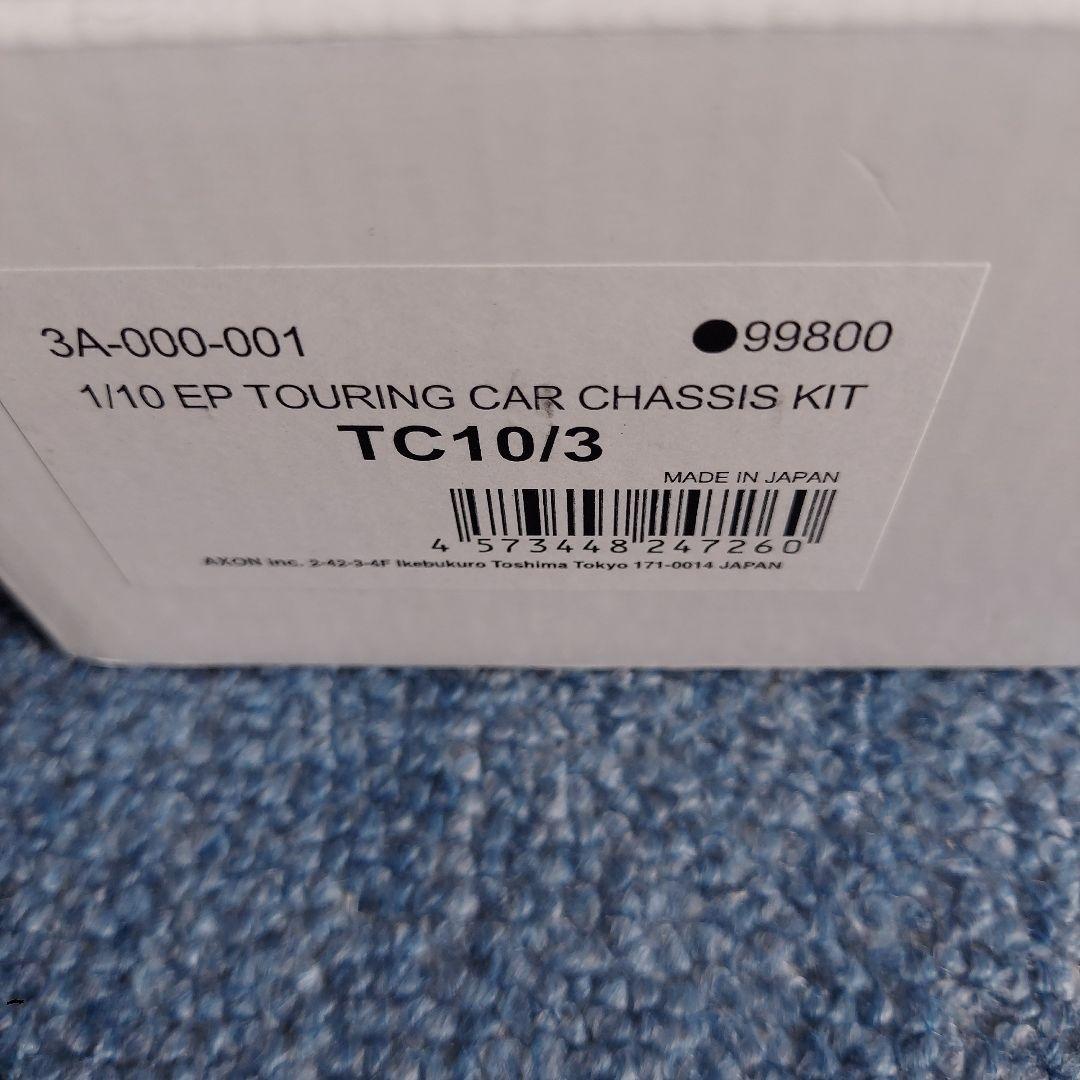 3A-000-001 ●99800
1/10 EP TOURING CAR CHASSIS KIT
TC10/3
MADE IN JAPAN
4 573448 247260
AXON inc. 2-42-3-4F Ikebukuro Toshima Tokyo 171-0014 JAPAN